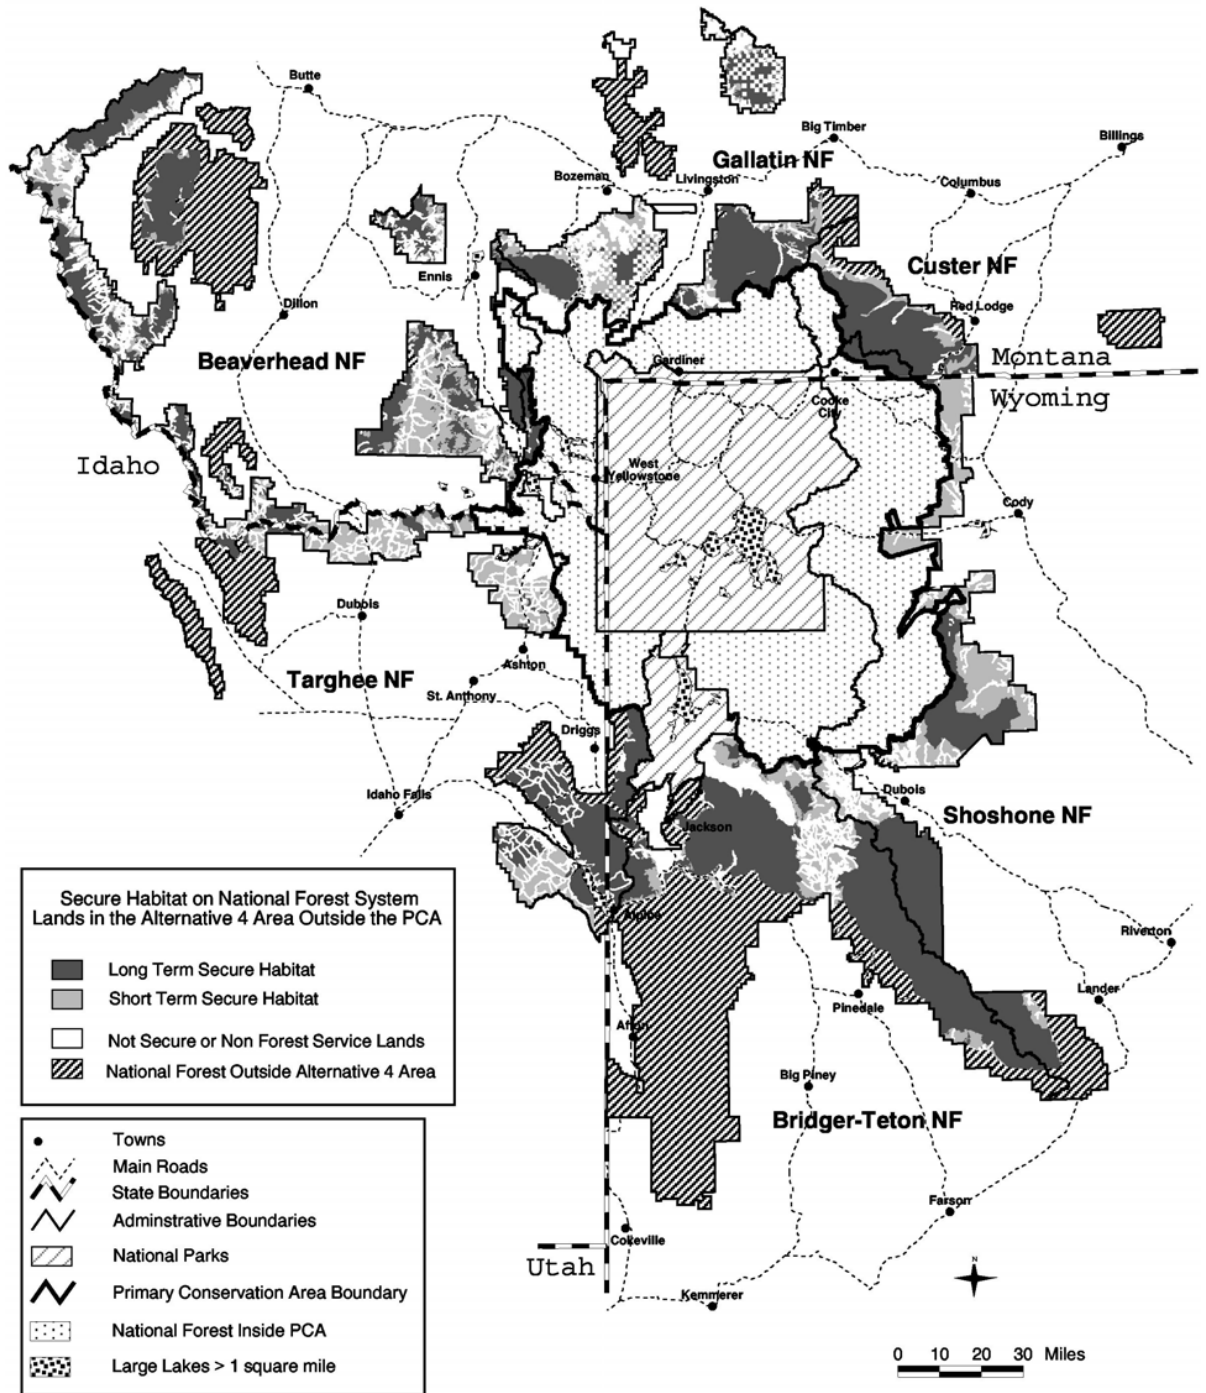 Butte
Big Timber
Billings
Gallatin NF
Bozeman
Livingston
Columbus
Custer NF
Ennis
Dillon
Red Lodge
Beaverhead NF
Gardiner
Montana
Wyoming
Cooke
City
Idaho
West
Yellowstone
Cody
Dubois
Ashton
Targhee NF
St. Anthony
Driggs
Idaho Falls
Dubois
Shoshone NF
Jackson
Alpine
Riverton
Lander
Pinedale
Afton
Big Piney
Bridger-Teton NF
Farson
Cokeville
Utah
Kemmerer
N
0 10 20 30 Miles
Secure Habitat on National Forest System
Lands in the Alternative 4 Area Outside the PCA
Long Term Secure Habitat
Short Term Secure Habitat
Not Secure or Non Forest Service Lands
National Forest Outside Alternative 4 Area
Towns
Main Roads
State Boundaries
Adminstrative Boundaries
National Parks
Primary Conservation Area Boundary
National Forest Inside PCA
Large Lakes > 1 square mile